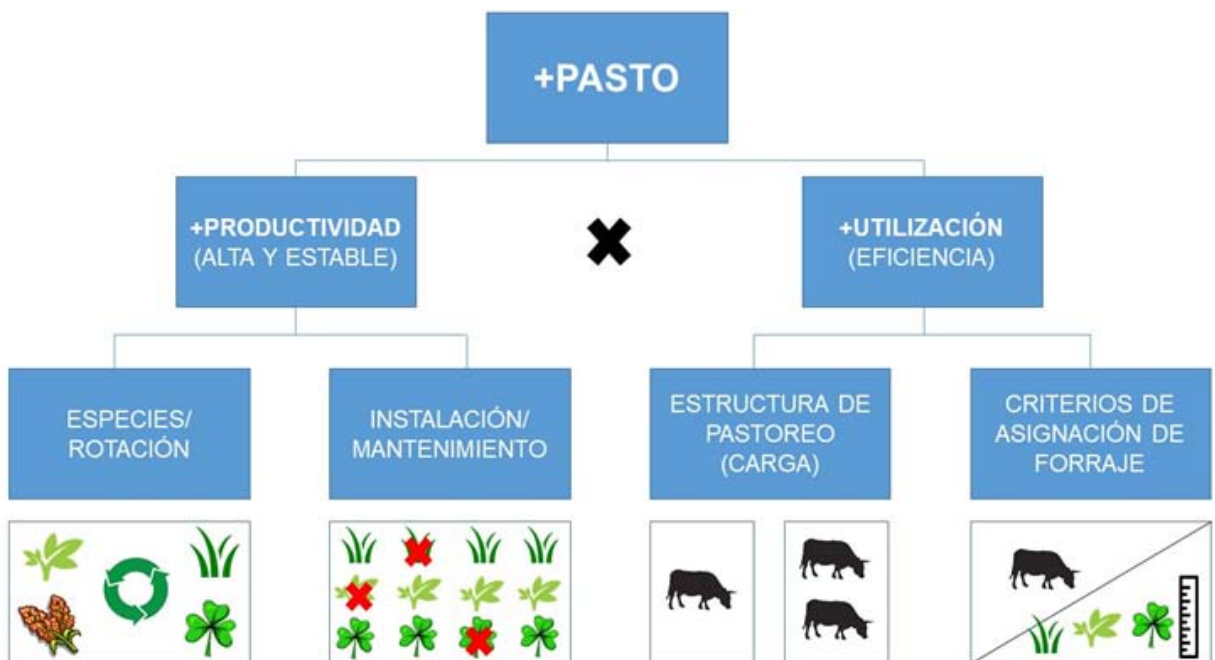 +PASTO
+PRODUCTIVIDAD
(ALTA Y ESTABLE)
+UTILIZACIÓN
(EFICIENCIA)
ESPECIES/
ROTACIÓN
INSTALACIÓN/
MANTENIMIENTO
ESTRUCTURA DE
PASTOREO
(CARGA)
CRITERIOS DE
ASIGNACIÓN DE
FORRAJE